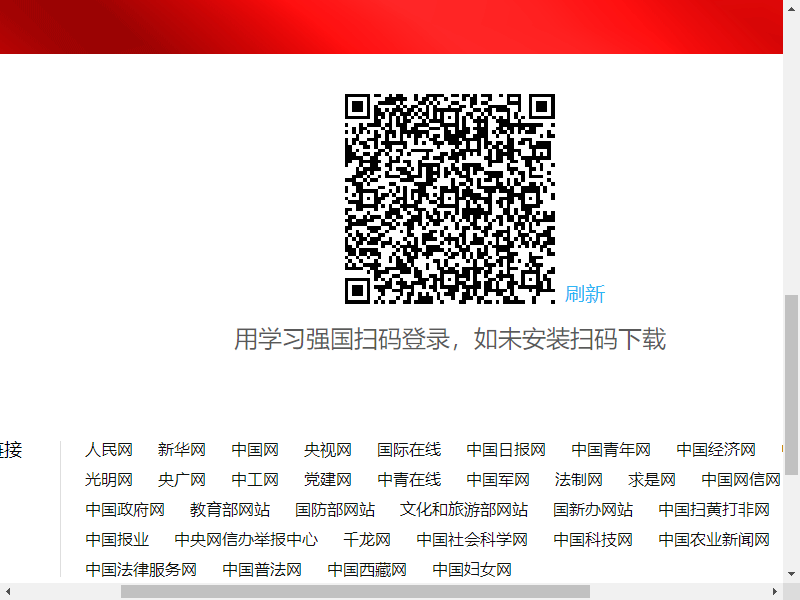 刷新
用学习强国扫码登录，如未安装扫码下载
接 人民网 新华网 中国网 央视网 国际在线 中国日报网 中国青年网 中国经济网
光明网 央广网 中工网 党建网 中青在线 中国军网 法制网 求是网 中国网信网
中国政府网 教育部网站 国防部网站 文化和旅游部网站 国新办网站 中国扫黄打非网
中国报业 中央网信办举报中心 千龙网 中国社会科学网 中国科技网 中国农业新闻网
中国法律服务网 中国普法网 中国西藏网 中国妇女网